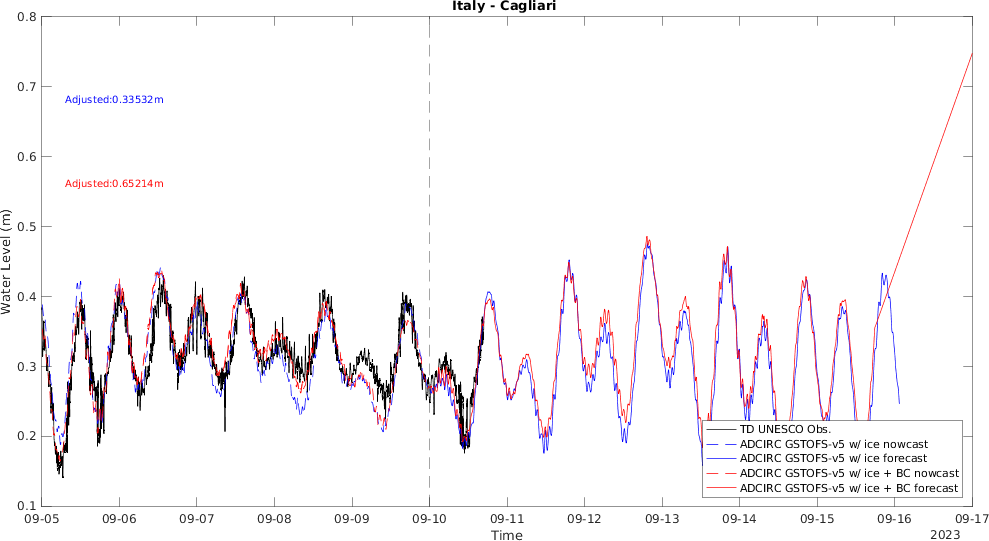 Italy - Cagliari
0.8
0.7
0.6
0.5
0.4
0.3
0.2
0.1
Water Level (m)
Adjusted:0.33532m
Adjusted:0.65214m
TD UNESCO Obs.
ADCIRC GSTOFS-v5 w/ ice nowcast
ADCIRC GSTOFS-v5 w/ ice forecast
ADCIRC GSTOFS-v5 w/ ice + BC nowcast
ADCIRC GSTOFS-v5 w/ ice + BC forecast
09-05 09-06 09-07 09-08 09-09 09-10 09-11 09-12 09-13 09-14 09-15 09-16 09-17
Time
2023